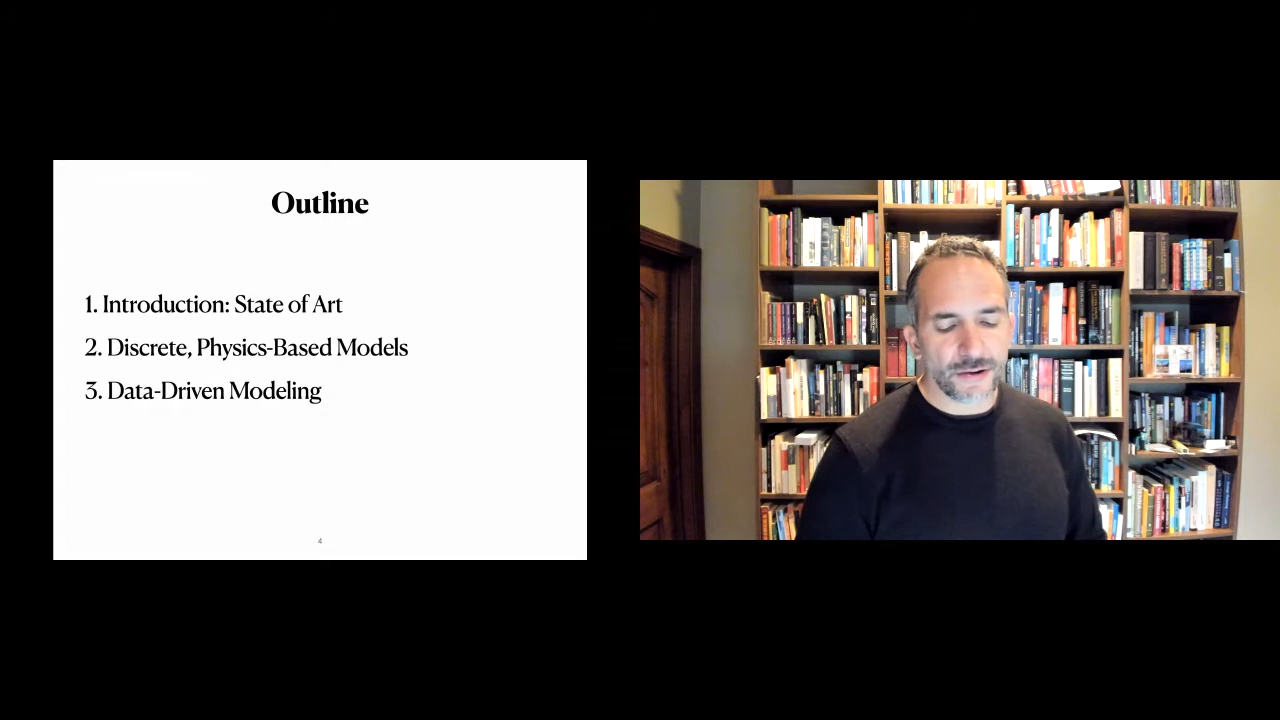 Outline
1. Introduction: State of Art
2. Discrete, Physics-Based Models
3. Data-Driven Modeling
4